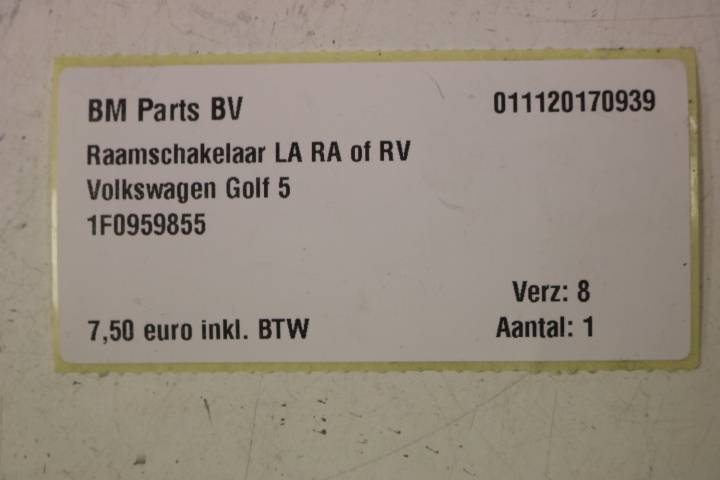 BM Parts BV 011120170939
Raamschakelaar LA RA of RV
Volkswagen Golf 5
1F0959855
Verz: 8
7,50 euro inkl. BTW Aantal: 1